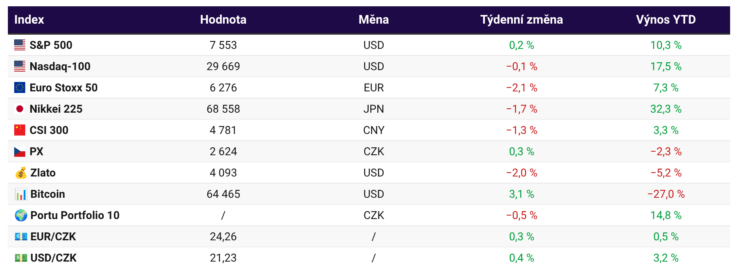 Index Hodnota Měna Týdenní změna Výnos YTD
S&P 500 7 553 USD 0,2 % 10,3 %
Nasdaq-100 29 669 USD −0,1 % 17,5 %
Euro Stoxx 50 6 276 EUR −2,1 % 7,3 %
Nikkei 225 68 558 JPN −1,7 % 32,3 %
CSI 300 4 781 CNY −1,3 % 3,3 %
PX 2 624 CZK 0,3 % −2,3 %
Zlato 4 093 USD −2,0 % −5,2 %
Bitcoin 64 465 USD 3,1 % −27,0 %
Portu Portfolio 10 / CZK −0,5 % 14,8 %
EUR/CZK 24,26 / 0,3 % 0,5 %
USD/CZK 21,23 / 0,4 % 3,2 %